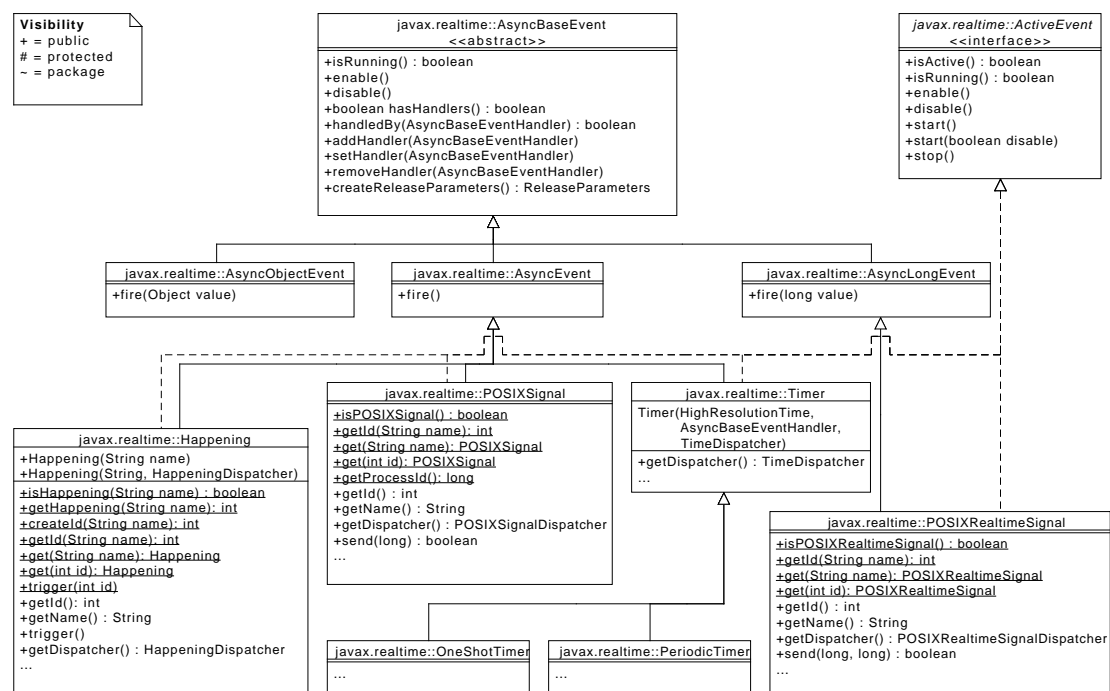 Visibility
+ = public
# = protected
~ = package
javax.realtime::AsyncBaseEvent
<<abstract>>
+isRunning() : boolean
+enable()
+disable()
+boolean hasHandlers() : boolean
+handledBy(AsyncBaseEventHandler) : boolean
+addHandler(AsyncBaseEventHandler)
+setHandler(AsyncBaseEventHandler)
+removeHandler(AsyncBaseEventHandler)
+createReleaseParameters() : ReleaseParameters
javax.realtime::ActiveEvent
<<interface>>
+isActive() : boolean
+isRunning() : boolean
+enable()
+disable()
+start()
+start(boolean disable)
+stop()
javax.realtime::AsyncObjectEvent
+fire(Object value)
javax.realtime::AsyncEvent
+fire()
javax.realtime::AsyncLongEvent
+fire(long value)
javax.realtime::Happening
+Happening(String name)
+Happening(String, HappeningDispatcher)
+isHappening(String name) : boolean
+getHappening(String name): int
+createId(String name): int
+getId(String name): int
+get(String name): Happening
+get(int id): Happening
+trigger(int id)
+getId(): int
+getName() : String
+trigger()
+getDispatcher() : HappeningDispatcher
...
javax.realtime::POSIXSignal
+isPOSIXSignal() : boolean
+getId(String name): int
+get(String name): POSIXSignal
+get(int id): POSIXSignal
+getProcessId(): long
+getId() : int
+getName() : String
+getDispatcher() : POSIXSignalDispatcher
+send(long) : boolean
...
javax.realtime::Timer
Timer(HighResolutionTime,
AsyncBaseEventHandler,
TimeDispatcher)
+getDispatcher() : TimeDispatcher
...
javax.realtime::POSIXRealtimeSignal
+isPOSIXRealtimeSignal() : boolean
+getId(String name): int
+get(String name): POSIXRealtimeSignal
+get(int id): POSIXRealtimeSignal
+getId() : int
+getName() : String
+getDispatcher() : POSIXRealtimeSignalDispatcher
+send(long, long) : boolean
...
javax.realtime::OneShotTimer
...
javax.realtime::PeriodicTimer
...